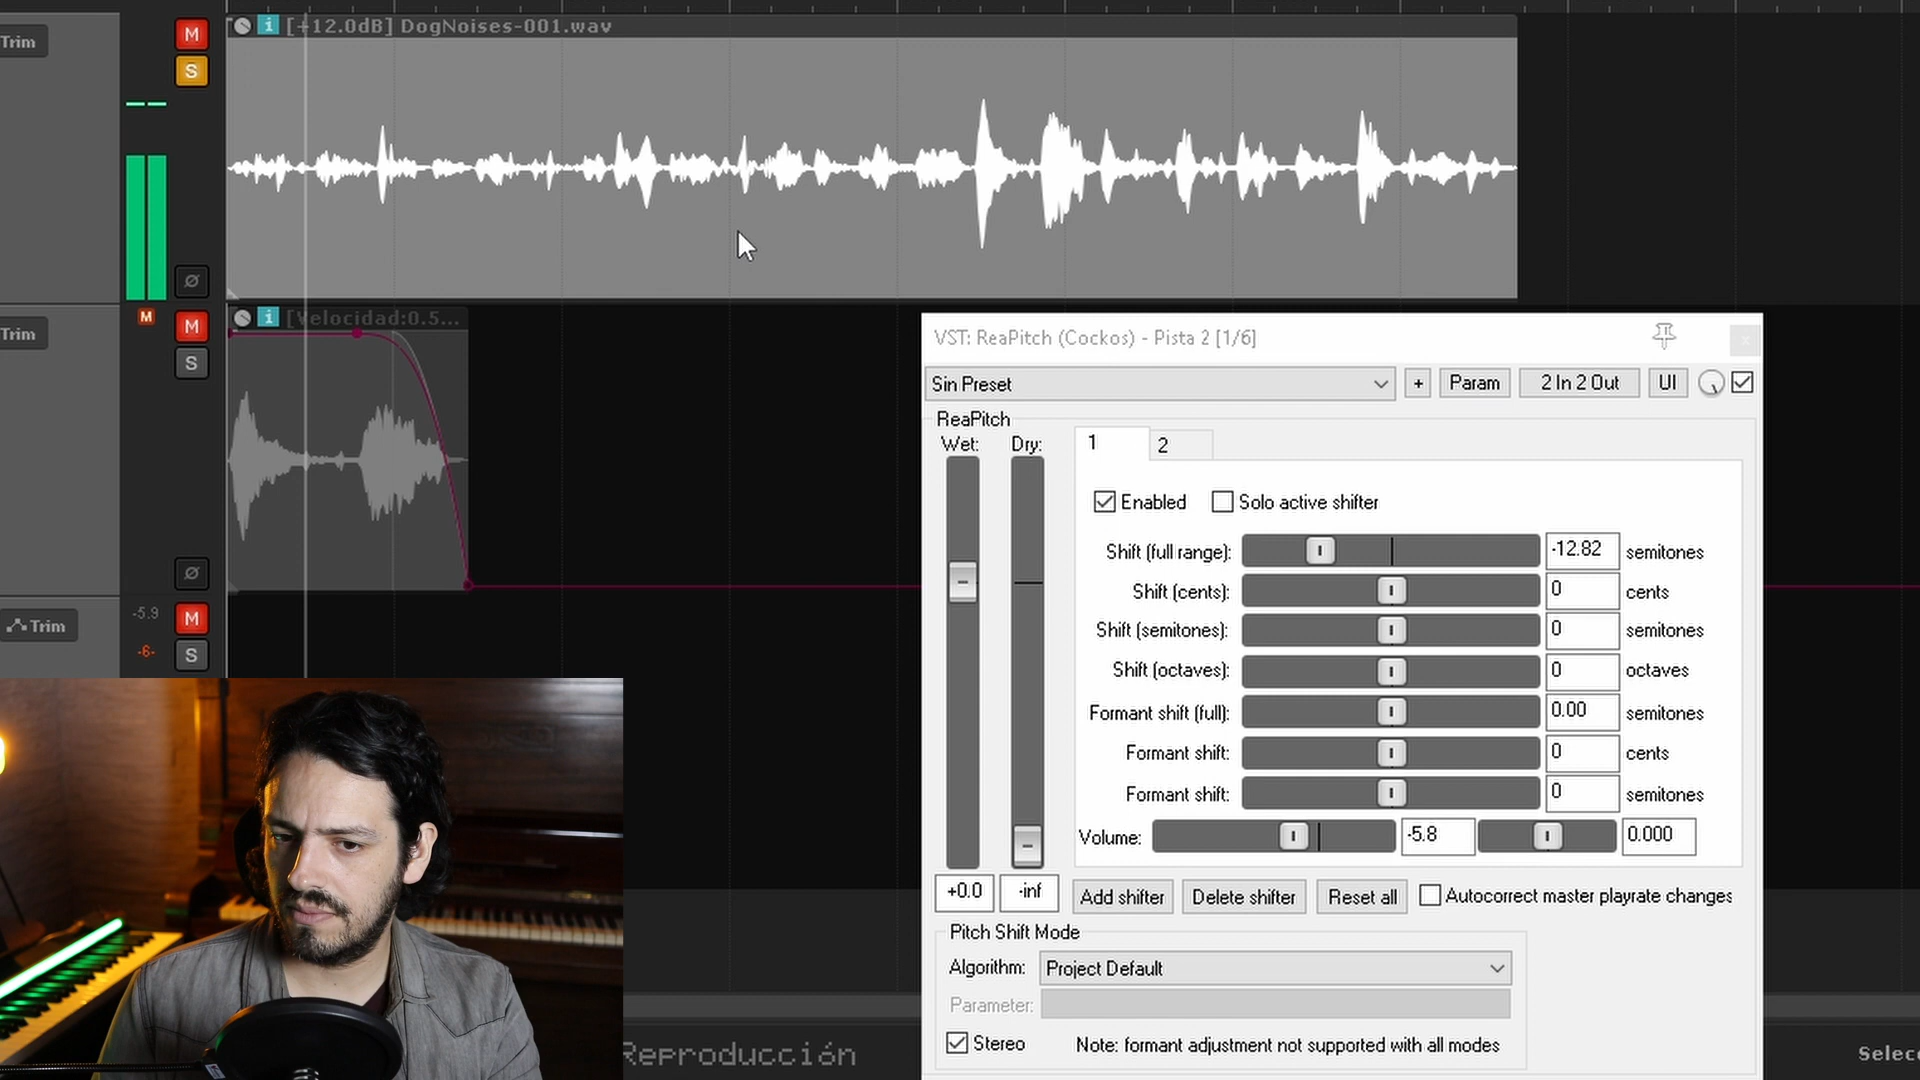 Trim
M
S
i
[+12.0dB] DogNoises-001.wav
Ø
M
Trim
M
S
i
[Velocidad:0.5...
Ø
-5.9
-6-
Trim
M
S
VST: ReaPitch (Cockos) - Pista 2 [1/6]
Sin Preset
+
Param
2 In 2 Out
UI
ReaPitch
Wet:
Dry:
1
2
Enabled
Solo active shifter
Shift (full range):
-12.82
semitones
Shift (cents):
0
cents
Shift (semitones):
0
semitones
Shift (octaves):
0
octaves
Formant shift (full):
0.00
semitones
Formant shift:
0
cents
Formant shift:
0
semitones
Volume:
-5.8
0.000
+0.0
-inf
Add shifter
Delete shifter
Reset all
Autocorrect master playrate changes
Pitch Shift Mode
Algorithm:
Project Default
Parameter:
Stereo
Note: formant adjustment not supported with all modes
Reproducción
Selec